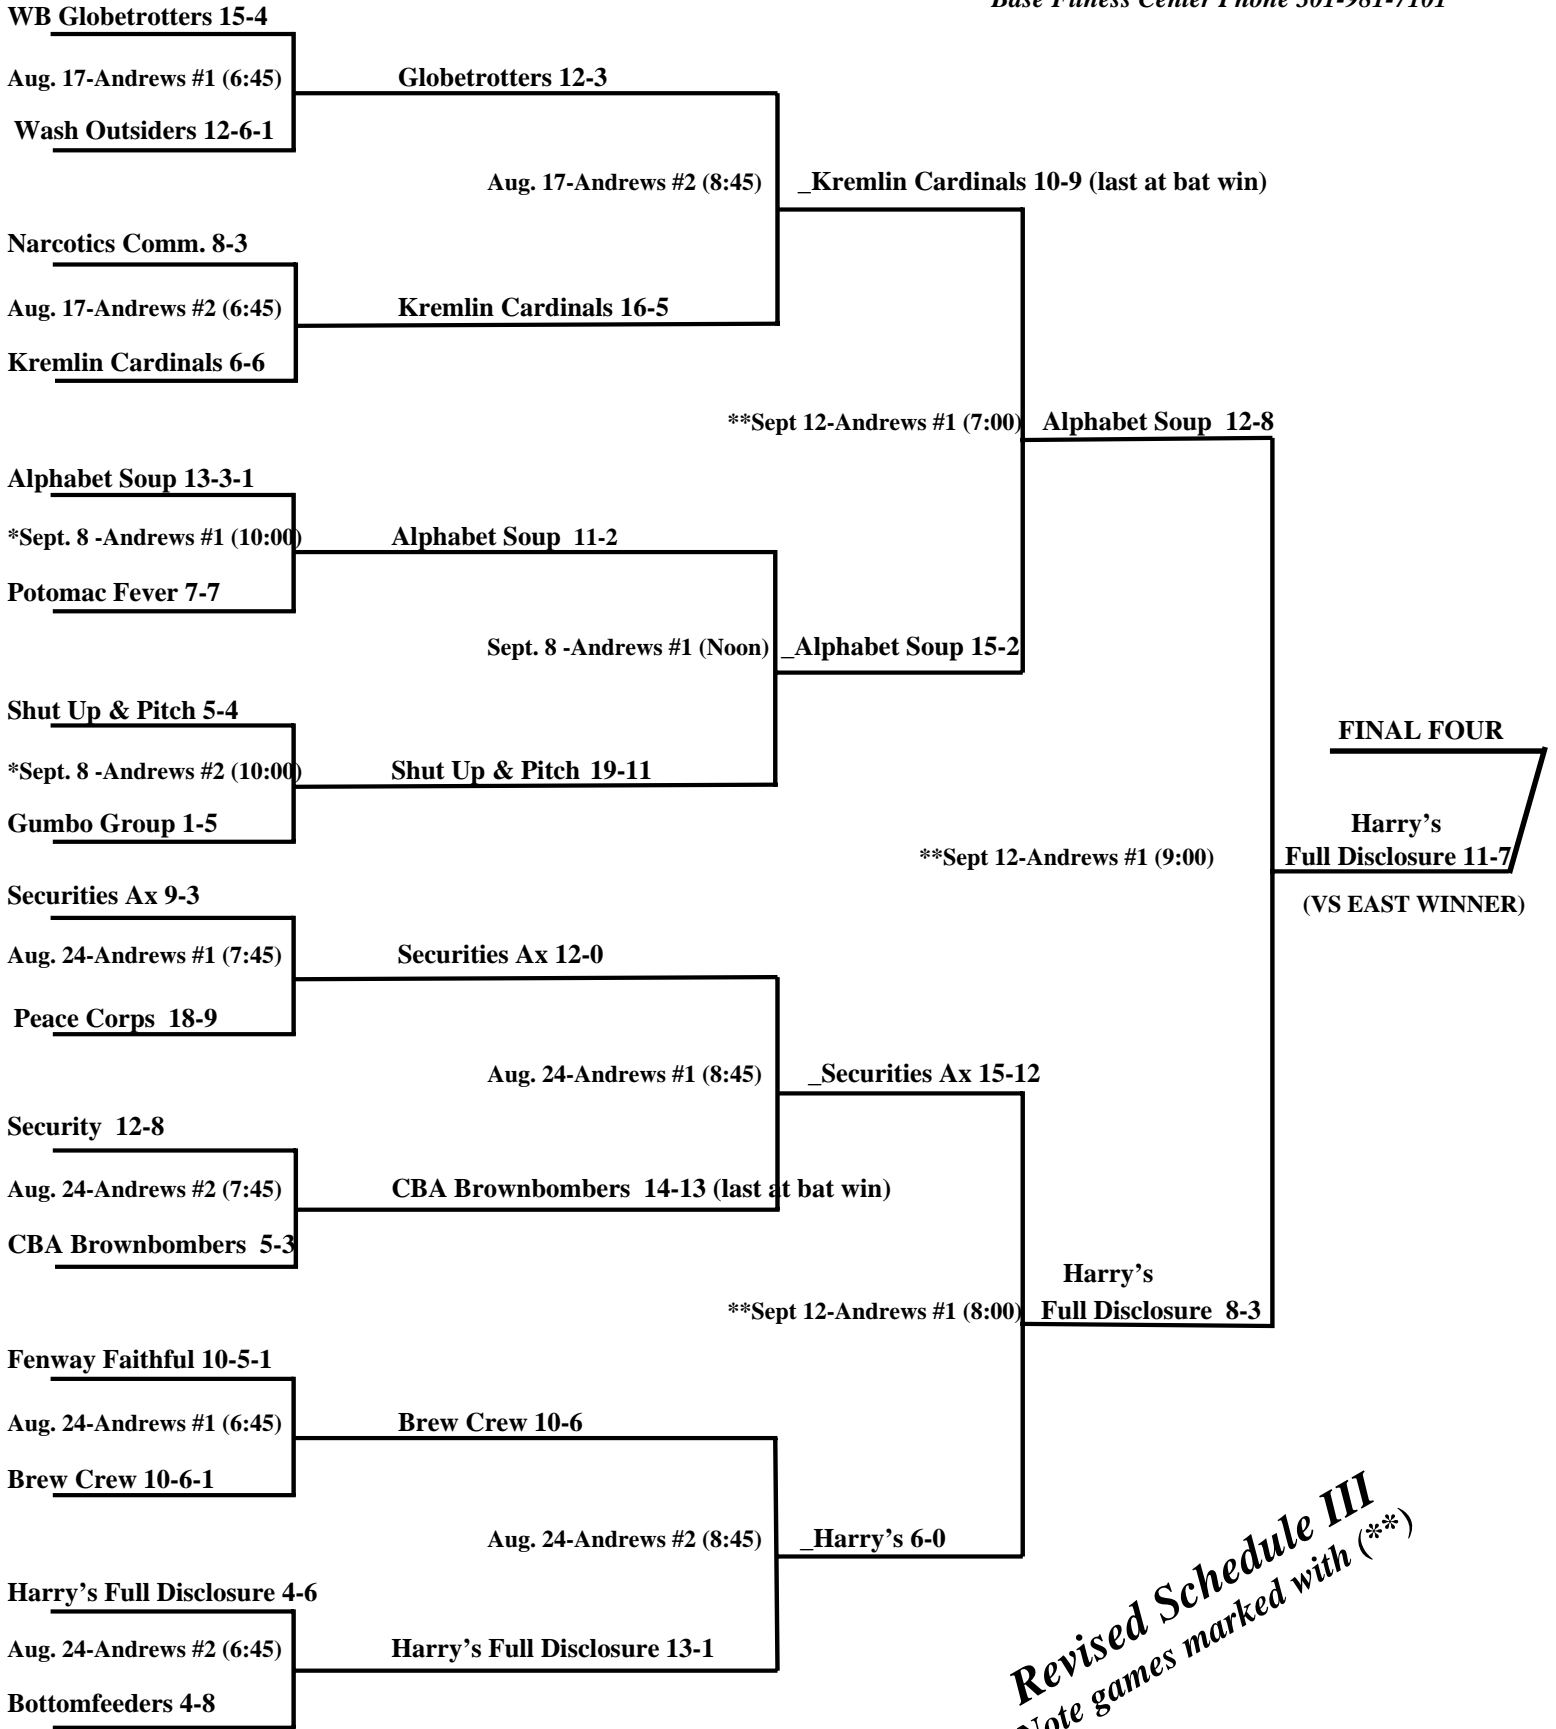 Base Fitness Center Phone 301-981-7101
WB Globetrotters 15-4
Aug. 17-Andrews #1 (6:45)
Globetrotters 12-3
Wash Outsiders 12-6-1
Aug. 17-Andrews #2 (8:45)
_Kremlin Cardinals 10-9 (last at bat win)
Narcotics Comm. 8-3
Aug. 17-Andrews #2 (6:45)
Kremlin Cardinals 16-5
Kremlin Cardinals 6-6
**Sept 12-Andrews #1 (7:00)
Alphabet Soup 12-8
Alphabet Soup 13-3-1
*Sept. 8 -Andrews #1 (10:00)
Alphabet Soup 11-2
Potomac Fever 7-7
Sept. 8 -Andrews #1 (Noon)
_Alphabet Soup 15-2
Shut Up & Pitch 5-4
FINAL FOUR
*Sept. 8 -Andrews #2 (10:00)
Shut Up & Pitch 19-11
Gumbo Group 1-5
Harry’s
Full Disclosure 11-7
**Sept 12-Andrews #1 (9:00)
(VS EAST WINNER)
Securities Ax 9-3
Aug. 24-Andrews #1 (7:45)
Securities Ax 12-0
Peace Corps 18-9
Aug. 24-Andrews #1 (8:45)
_Securities Ax 15-12
Security 12-8
Aug. 24-Andrews #2 (7:45)
CBA Brownbombers 14-13 (last at bat win)
CBA Brownbombers 5-3
Harry’s
Full Disclosure 8-3
**Sept 12-Andrews #1 (8:00)
Fenway Faithful 10-5-1
Aug. 24-Andrews #1 (6:45)
Brew Crew 10-6
Brew Crew 10-6-1
Aug. 24-Andrews #2 (8:45)
_Harry’s 6-0
Harry’s Full Disclosure 4-6
Aug. 24-Andrews #2 (6:45)
Harry’s Full Disclosure 13-1
Bottomfeeders 4-8
Revised Schedule III
Note games marked with (**)